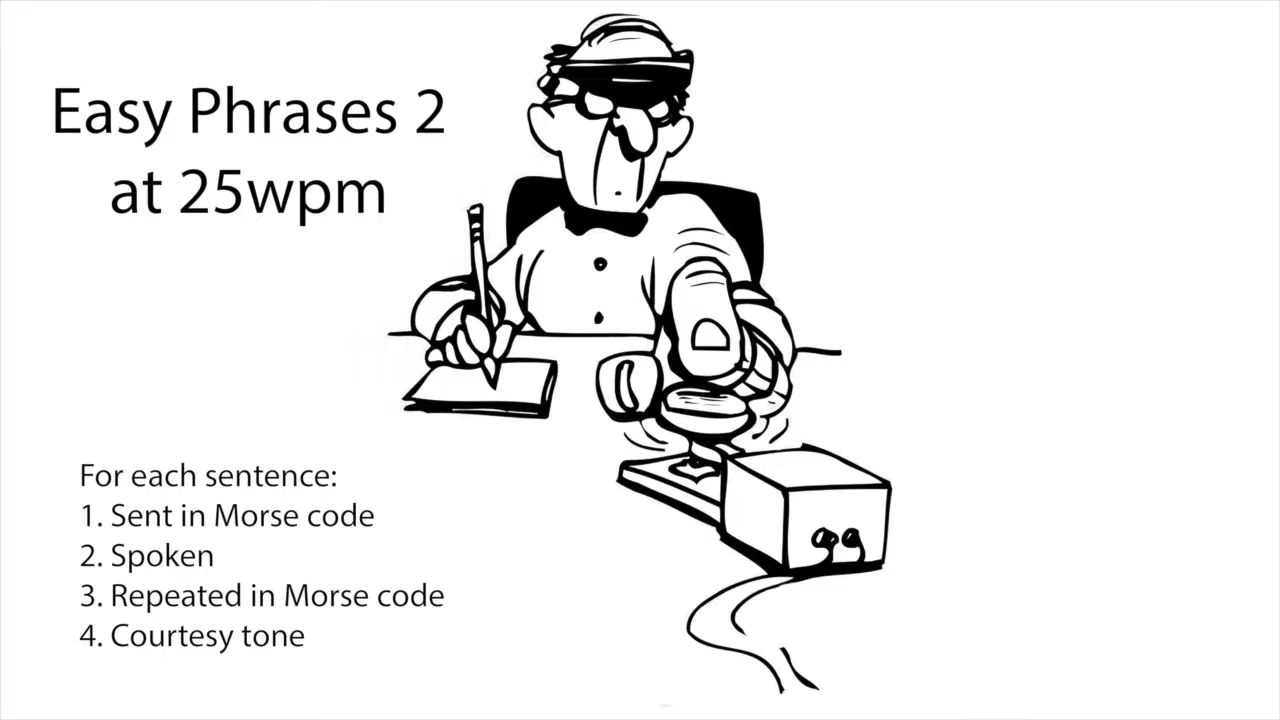 Easy Phrases 2
at 25wpm
For each sentence:
1. Sent in Morse code
2. Spoken
3. Repeated in Morse code
4. Courtesy tone